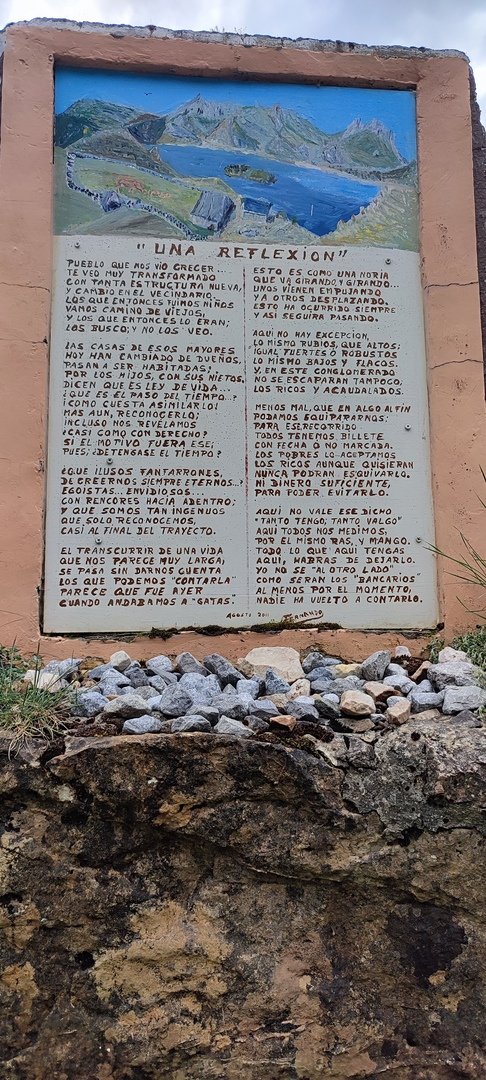 "UNA REFLEXION"
PUEBLO QUE NOS VIO CRECER...
TE VEO MUY TRANSFORMADO
CON TANTA ESTRUCTURA NUEVA,
Y CAMBIO EN EL VECINDARIO.
LOS QUE ENTONCES FUIMOS NIÑOS
VAMOS CAMINO DE VIEJOS,
Y LOS QUE ENTONCES LO ERAN;
LOS BUSCO; Y NO LOS VEO.
LAS CASAS DE ESOS MAYORES
HOY HAN CAMBIADO DE DUEÑOS.
PASAN A SER HABITADAS;
POR LOS HIJOS, CON SUS NIETOS.
DICEN QUE ES LEY DE VIDA...
¿QUE ES EL PASO DEL TIEMPO..?
¡COMO CUESTA ASIMILARLO!
MAS AUN, RECONOCERLO;
INCLUSO NOS REVELAMOS
¿CASI COMO CON DERECHO?
SI EL MOTIVO FUERA ESE;
PUES, ¿DETENGASE EL TIEMPO?
¿QUE ILUSOS FANFARRONES,
DE CREERNOS SIEMPRE ETERNOS...?
EGOISTAS... ENVIDIOSOS...
CON RENCORES HACIA ADENTRO;
Y QUE SOMOS TAN INGENUOS
QUE SOLO RECONOCEMOS,
CASI AL FINAL DEL TRAYECTO.
EL TRANSCURRIR DE UNA VIDA
QUE NOS PARECE MUY LARGA;
SE PASA SIN DARNOS CUENTA
LOS QUE PODEMOS "CONTARLA"
PARECE QUE FUE AYER
CUANDO ANDABAMOS A "GATAS.
ESTO ES COMO UNA NORIA
QUE VA GIRANDO, Y GIRANDO...
UNOS VIENEN EMPUJANDO
YA OTROS DESPLAZANDO.
ESTO HA OCURRIDO SIEMPRE
Y ASI SEGUIRA PASANDO.
AQUI NO HAY EXCEPCION,
LO MISMO RUBIOS, QUE ALTOS;
IGUAL FUERTES O ROBUSTOS
LO MISMO BAJOS Y FLACOS.
Y, EN ESTE CONGLOMERADO
NO SE ESCAPARAN TAMPOCO;
LOS RICOS Y ACAUDALADOS.
MENOS MAL, QUE EN ALGO AL FIN
PODAMOS EQUIPARARNOS;
PARA ESE RECORRIDO
TODOS TENEMOS BILLETE
CON FECHA O NO MARCADA.
LOS POBRES LO ACEPTAMOS
LOS RICOS AUNQUE QUISIERAN
NUNCA PODRAN ESQUIVARLO.
NI DINERO SUFICIENTE,
PARA PODER EVITARLO.
AQUI NO VALE ESE DICHO
"TANTO TENGO, TANTO VALGO"
AQUI TODOS NOS MEDIMOS,
POR EL MISMO RAS, Y MANGO.
TODO LO QUE AQUI TENGAS
AQUI, HABRAS DE DEJARLO.
YO NO SE "AL OTRO LADO"
COMO SERAN LOS "BANCARIOS"
AL MENOS POR EL MOMENTO,
NADIE HA VUELTO A CONTARLO.
AGOSTO 2011 FERNANDO